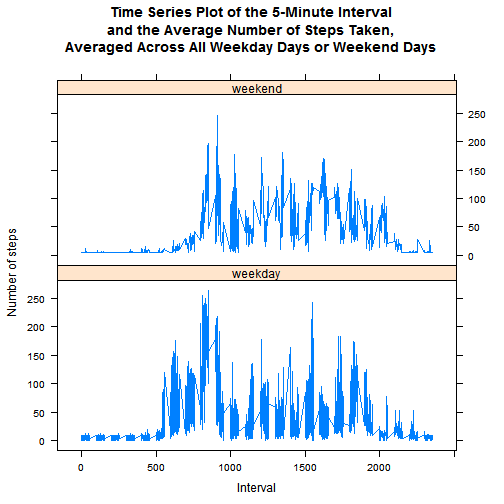 Time Series Plot of the 5-Minute Interval
and the Average Number of Steps Taken,
Averaged Across All Weekday Days or Weekend Days
weekend
250
200
150
100
50
0
weekday
250
200
150
100
50
0
Number of steps
0 500 1000 1500 2000
Interval